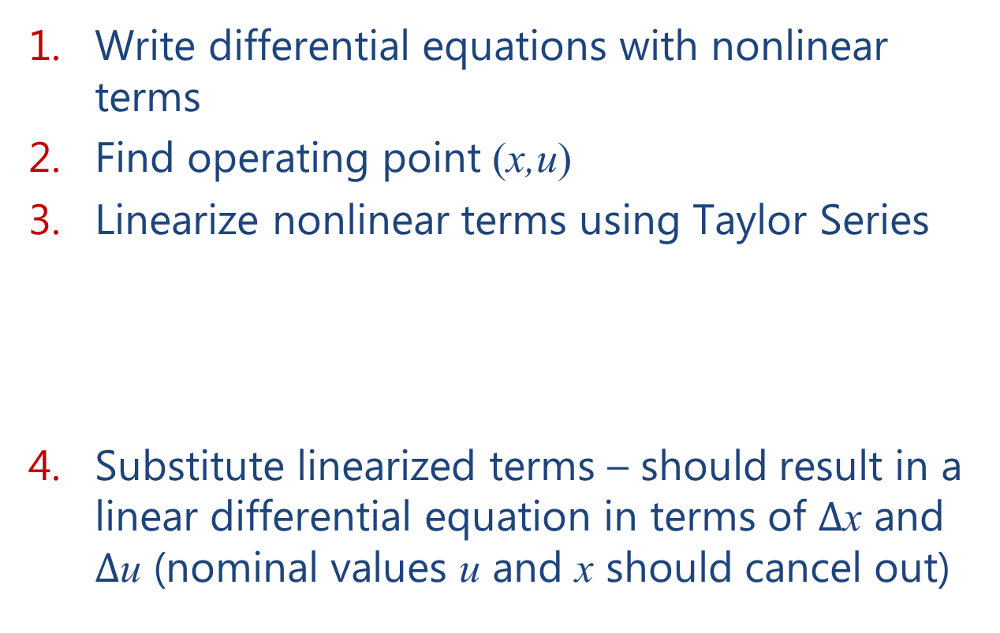 1. Write differential equations with nonlinear
terms
2. Find operating point (x,u)
3. Linearize nonlinear terms using Taylor Series
4. Substitute linearized terms – should result in a
linear differential equation in terms of Δx and
Δu (nominal values u and x should cancel out)